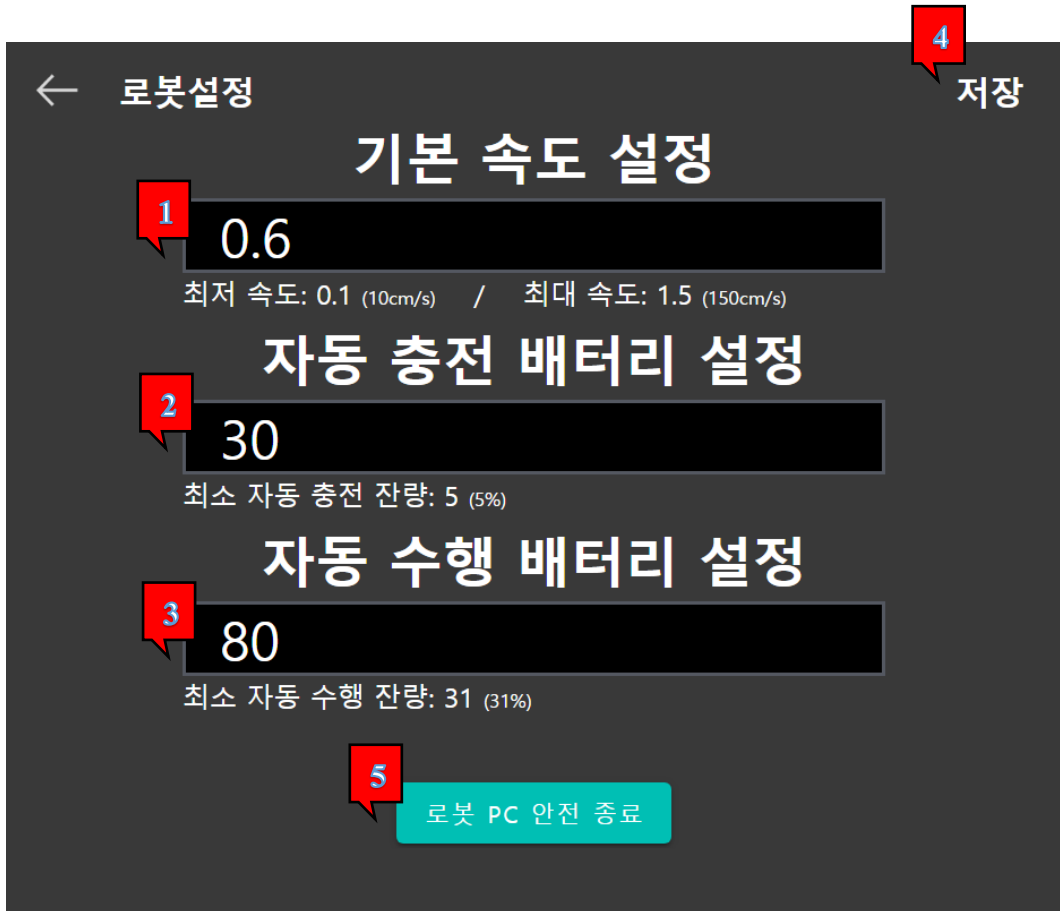 4
← 로봇설정 저장
기본 속도 설정
1
0.6
최저 속도: 0.1 (10cm/s) / 최대 속도: 1.5 (150cm/s)
자동 충전 배터리 설정
2
30
최소 자동 충전 잔량: 5 (5%)
자동 수행 배터리 설정
3
80
최소 자동 수행 잔량: 31 (31%)
5
로봇 PC 안전 종료